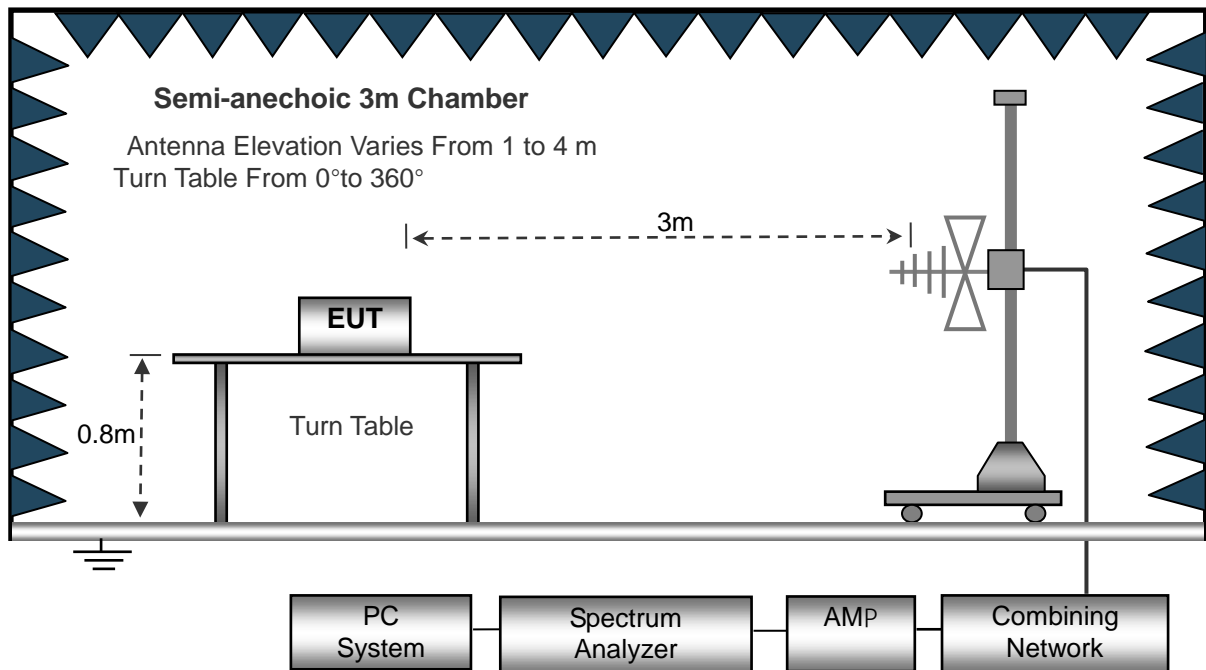 Semi-anechoic 3m Chamber
Antenna Elevation Varies From 1 to 4 m
Turn Table From 0°to 360°
3m
EUT
0.8m
Turn Table
PC
System
Spectrum
Analyzer
AMP
Combining
Network